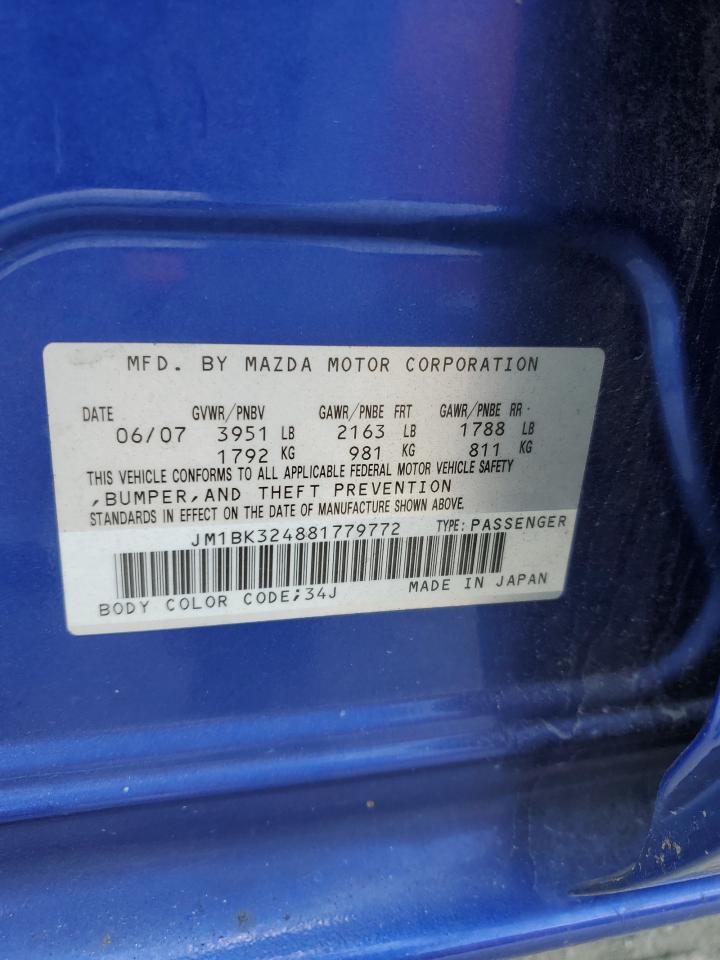 MFD. BY MAZDA MOTOR CORPORATION
DATE GVWR/PNBV GAWR/PNBE FRT GAWR/PNBE RR
06/07 3951 LB 2163 LB 1788 LB
1792 KG 981 KG 811 KG
THIS VEHICLE CONFORMS TO ALL APPLICABLE FEDERAL MOTOR VEHICLE SAFETY
,BUMPER,AND THEFT PREVENTION
STANDARDS IN EFFECT ON THE DATE OF MANUFACTURE SHOWN ABOVE.
JM1BK324881779772 TYPE: PASSENGER
BODY COLOR CODE;34J MADE IN JAPAN